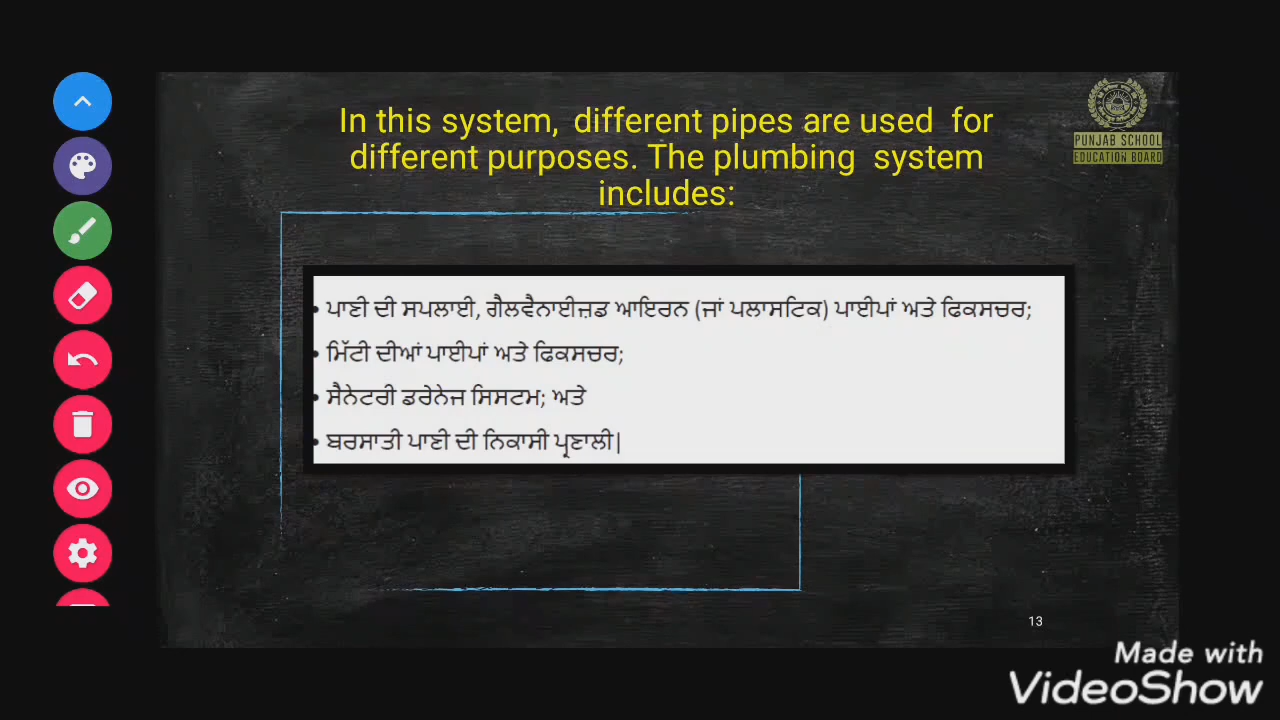 In this system, different pipes are used for
different purposes. The plumbing system
includes:
PUNJAB SCHOOL
EDUCATION BOARD
• ਪਾਣੀ ਦੀ ਸਪਲਾਈ, ਗੈਲਵੈਨਾਈਜ਼ਡ ਆਇਰਨ (ਜਾਂ ਪਲਾਸਟਿਕ) ਪਾਈਪਾਂ ਅਤੇ ਫਿਕਸਚਰ;
• ਮਿੱਟੀ ਦੀਆਂ ਪਾਈਪਾਂ ਅਤੇ ਫਿਕਸਚਰ;
• ਸੈਨੇਟਰੀ ਡਰੇਨੇਜ ਸਿਸਟਮ; ਅਤੇ
• ਬਰਸਾਤੀ ਪਾਣੀ ਦੀ ਨਿਕਾਸੀ ਪ੍ਰਣਾਲੀ|
13
Made with
VideoShow